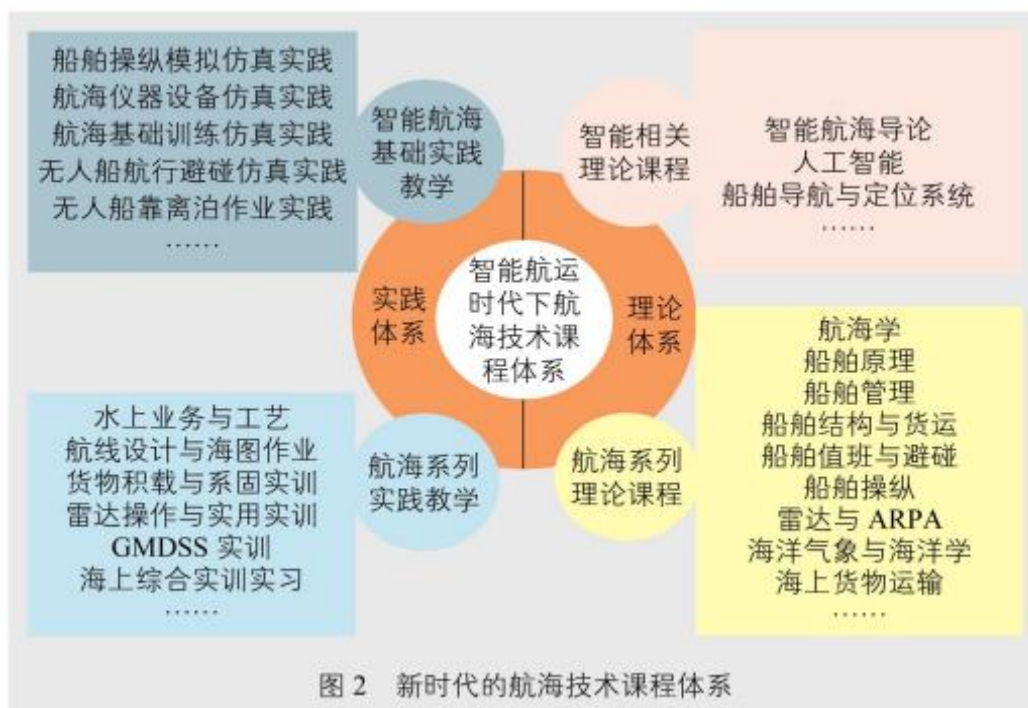 船舶操纵模拟仿真实践
航海仪器设备仿真实践
航海基础训练仿真实践
无人船航行避碰仿真实践
无人船靠离泊作业实践
……
智能航海
基础实践
教学
智能相关
理论课程
智能航海导论
人工智能
船舶导航与定位系统
……
实践
体系
智能航运
时代下航
海技术课
程体系
理论
体系
水上业务与工艺
航线设计与海图作业
货物积载与系固实训
雷达操作与实用实训
GMDSS 实训
海上综合实训实习
……
航海系列
实践教学
航海系列
理论课程
航海学
船舶原理
船舶管理
船舶结构与货运
船舶值班与避碰
船舶操纵
雷达与 ARPA
海洋气象与海洋学
海上货物运输
……
图 2 新时代的航海技术课程体系